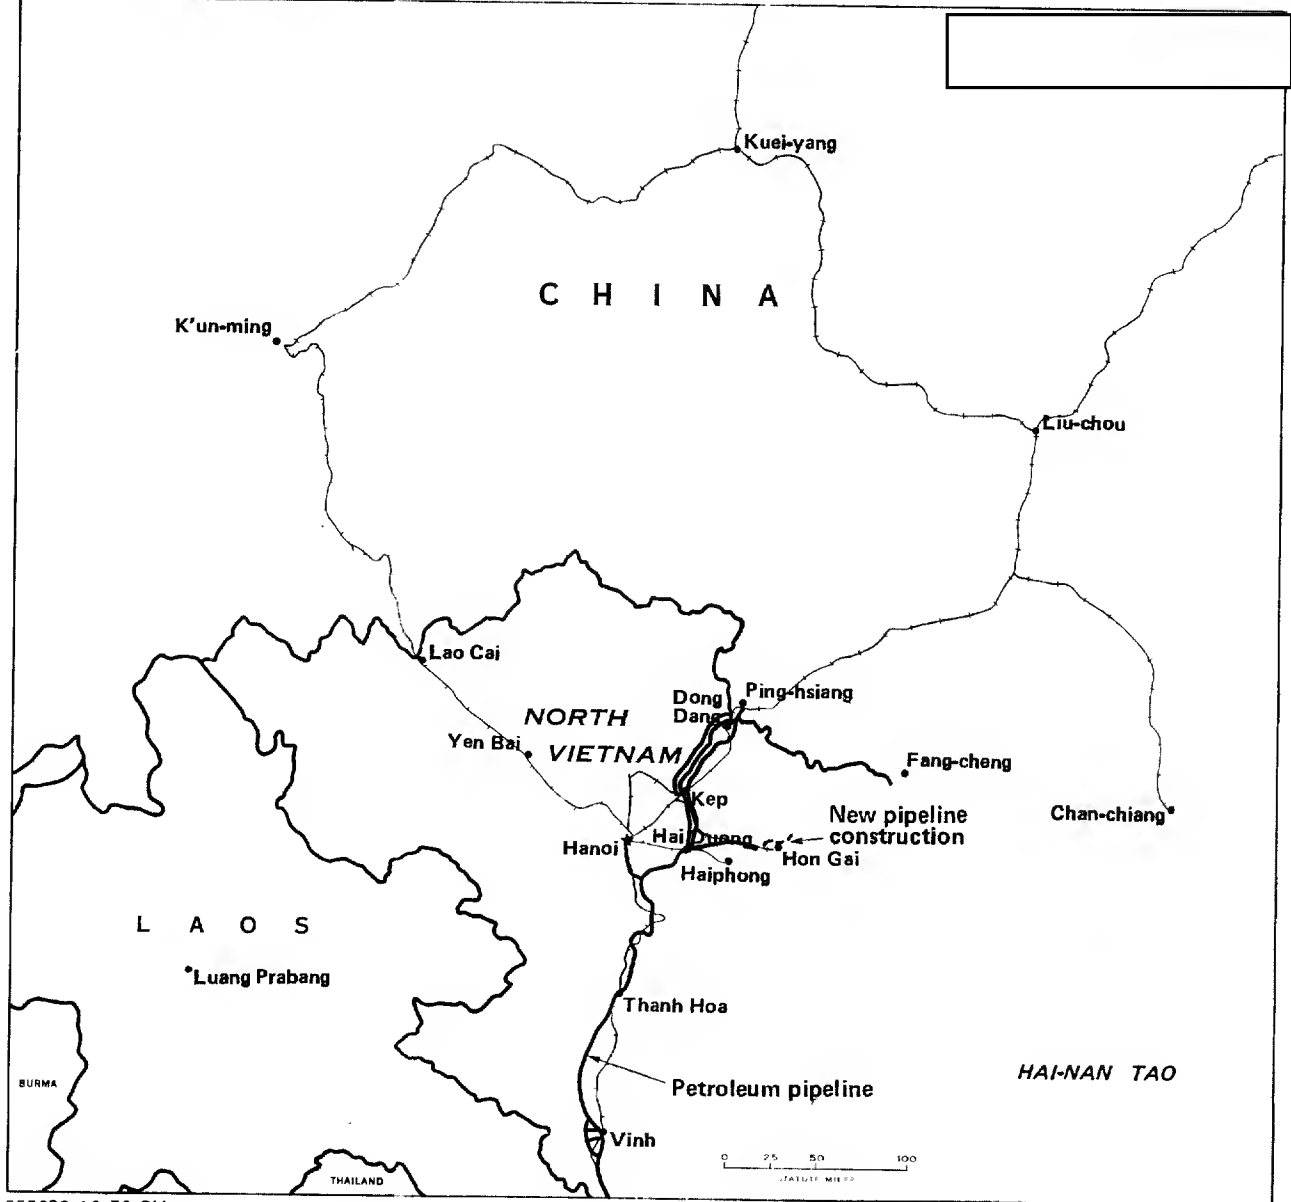 Kuei-yang
C H I N A
K'un-ming
Liu-chou
Lao Cai
Ping-hsiang
Dong
Dang
NORTH
VIETNAM
Yen Bai
Fang-cheng
Kep
New pipeline
construction
Chan-chiang
Hai Duong
Hanoi
Hon Gai
Haiphong
L A O S
Luang Prabang
Thanh Hoa
HAI-NAN TAO
BURMA
Petroleum pipeline
Vinh
0 25 50 100
STATUTE MILES
THAILAND